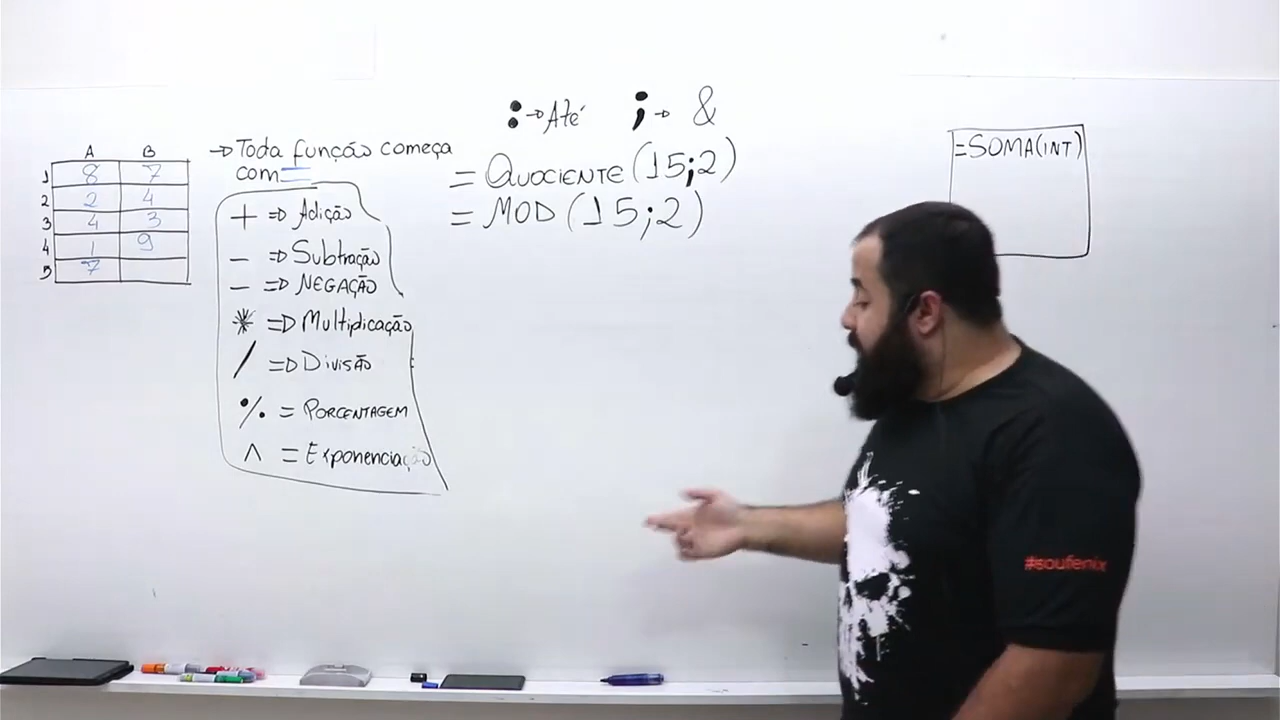 : → Até ; → &
A B
1 8 7
2 2 4
3 4 3
4 1 9
5 7
→ Toda função começa
com =
+ ⇒ Adição
- ⇒ Subtração
- ⇒ NEGAÇÃO
* ⇒ Multiplicação
/ ⇒ Divisão
% = PORCENTAGEM
^ = Exponenciação
= QUOCIENTE (15;2)
= MOD (15;2)
=SOMA(INT)
#soufenix